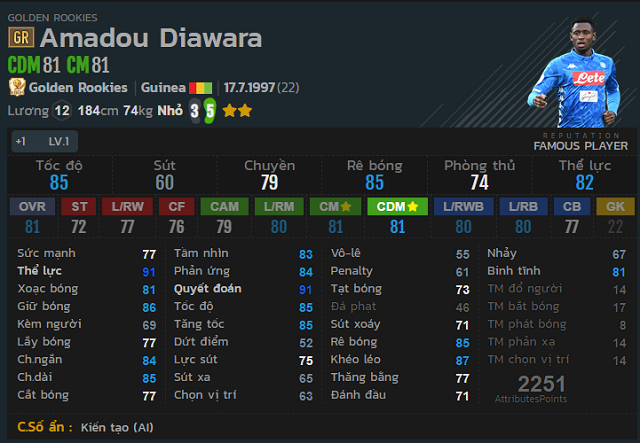 GOLDEN ROOKIES
GR Amadou Diawara
CDM 81 CM 81
Golden Rookies Guinea 17.7.1997(22)
Lương 12 184cm 74kg Nhỏ 3 5
Lete
REPUTATION
FAMOUS PLAYER
+1 LV.1
Tốc độ Sút Chuyền Rê bóng Phòng thủ Thể lực
85 60 79 85 74 82
OVR ST L/RW CF CAM L/RM CM CDM L/RWB L/RB CB GK
81 72 77 76 79 80 81 81 80 80 77 22
Sức mạnh 77 Tầm nhìn 83 Vô-lê 55 Nhảy 67
Thể lực 91 Phản ứng 84 Penalty 61 Bình tĩnh 81
Xoạc bóng 81 Quyết đoán 91 Tạt bóng 73 TM đổ người 14
Giữ bóng 86 Tốc độ 85 Đá phạt 46 TM bắt bóng 17
Kèm người 69 Tăng tốc 85 Sút xoáy 71 TM phát bóng 8
Lấy bóng 77 Dứt điểm 52 Rê bóng 85 TM phản xạ 14
Ch.ngắn 84 Lực sút 75 Khéo léo 87 TM chọn vị trí 14
Ch.dài 85 Sút xa 65 Thăng bằng 77 2251
Cắt bóng 77 Chọn vị trí 63 Đánh đầu 71 AttributesPoints
C.Số ẩn : Kiến tạo (AI)